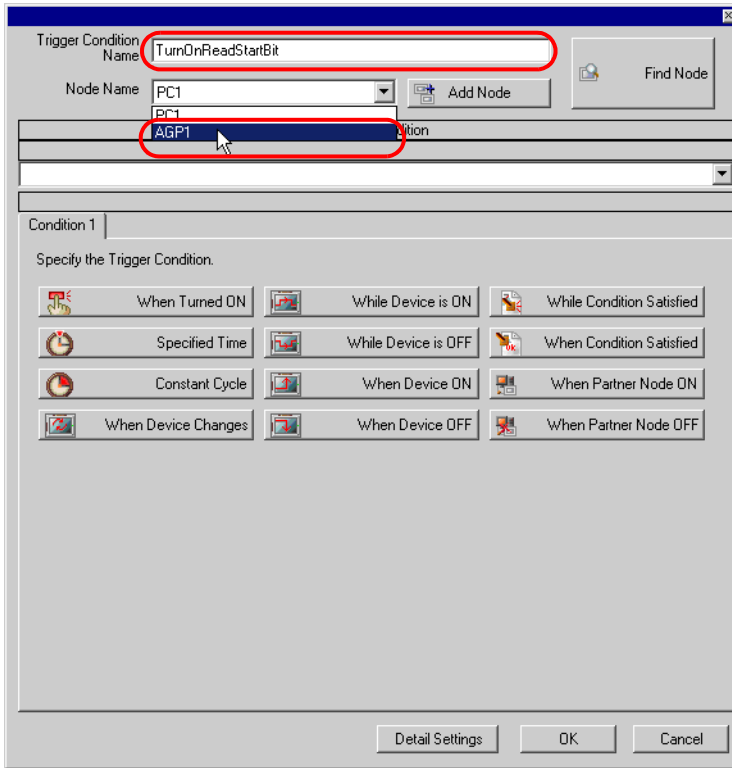 Trigger Condition
Name
TurnOnReadStartBit
Find Node
Node Name
PC1
Add Node
PC1
AGP1
dition
Condition 1
Specify the Trigger Condition.
When Turned ON
While Device is ON
While Condition Satisfied
Specified Time
While Device is OFF
When Condition Satisfied
Constant Cycle
When Device ON
When Partner Node ON
When Device Changes
When Device OFF
When Partner Node OFF
Detail Settings
OK
Cancel